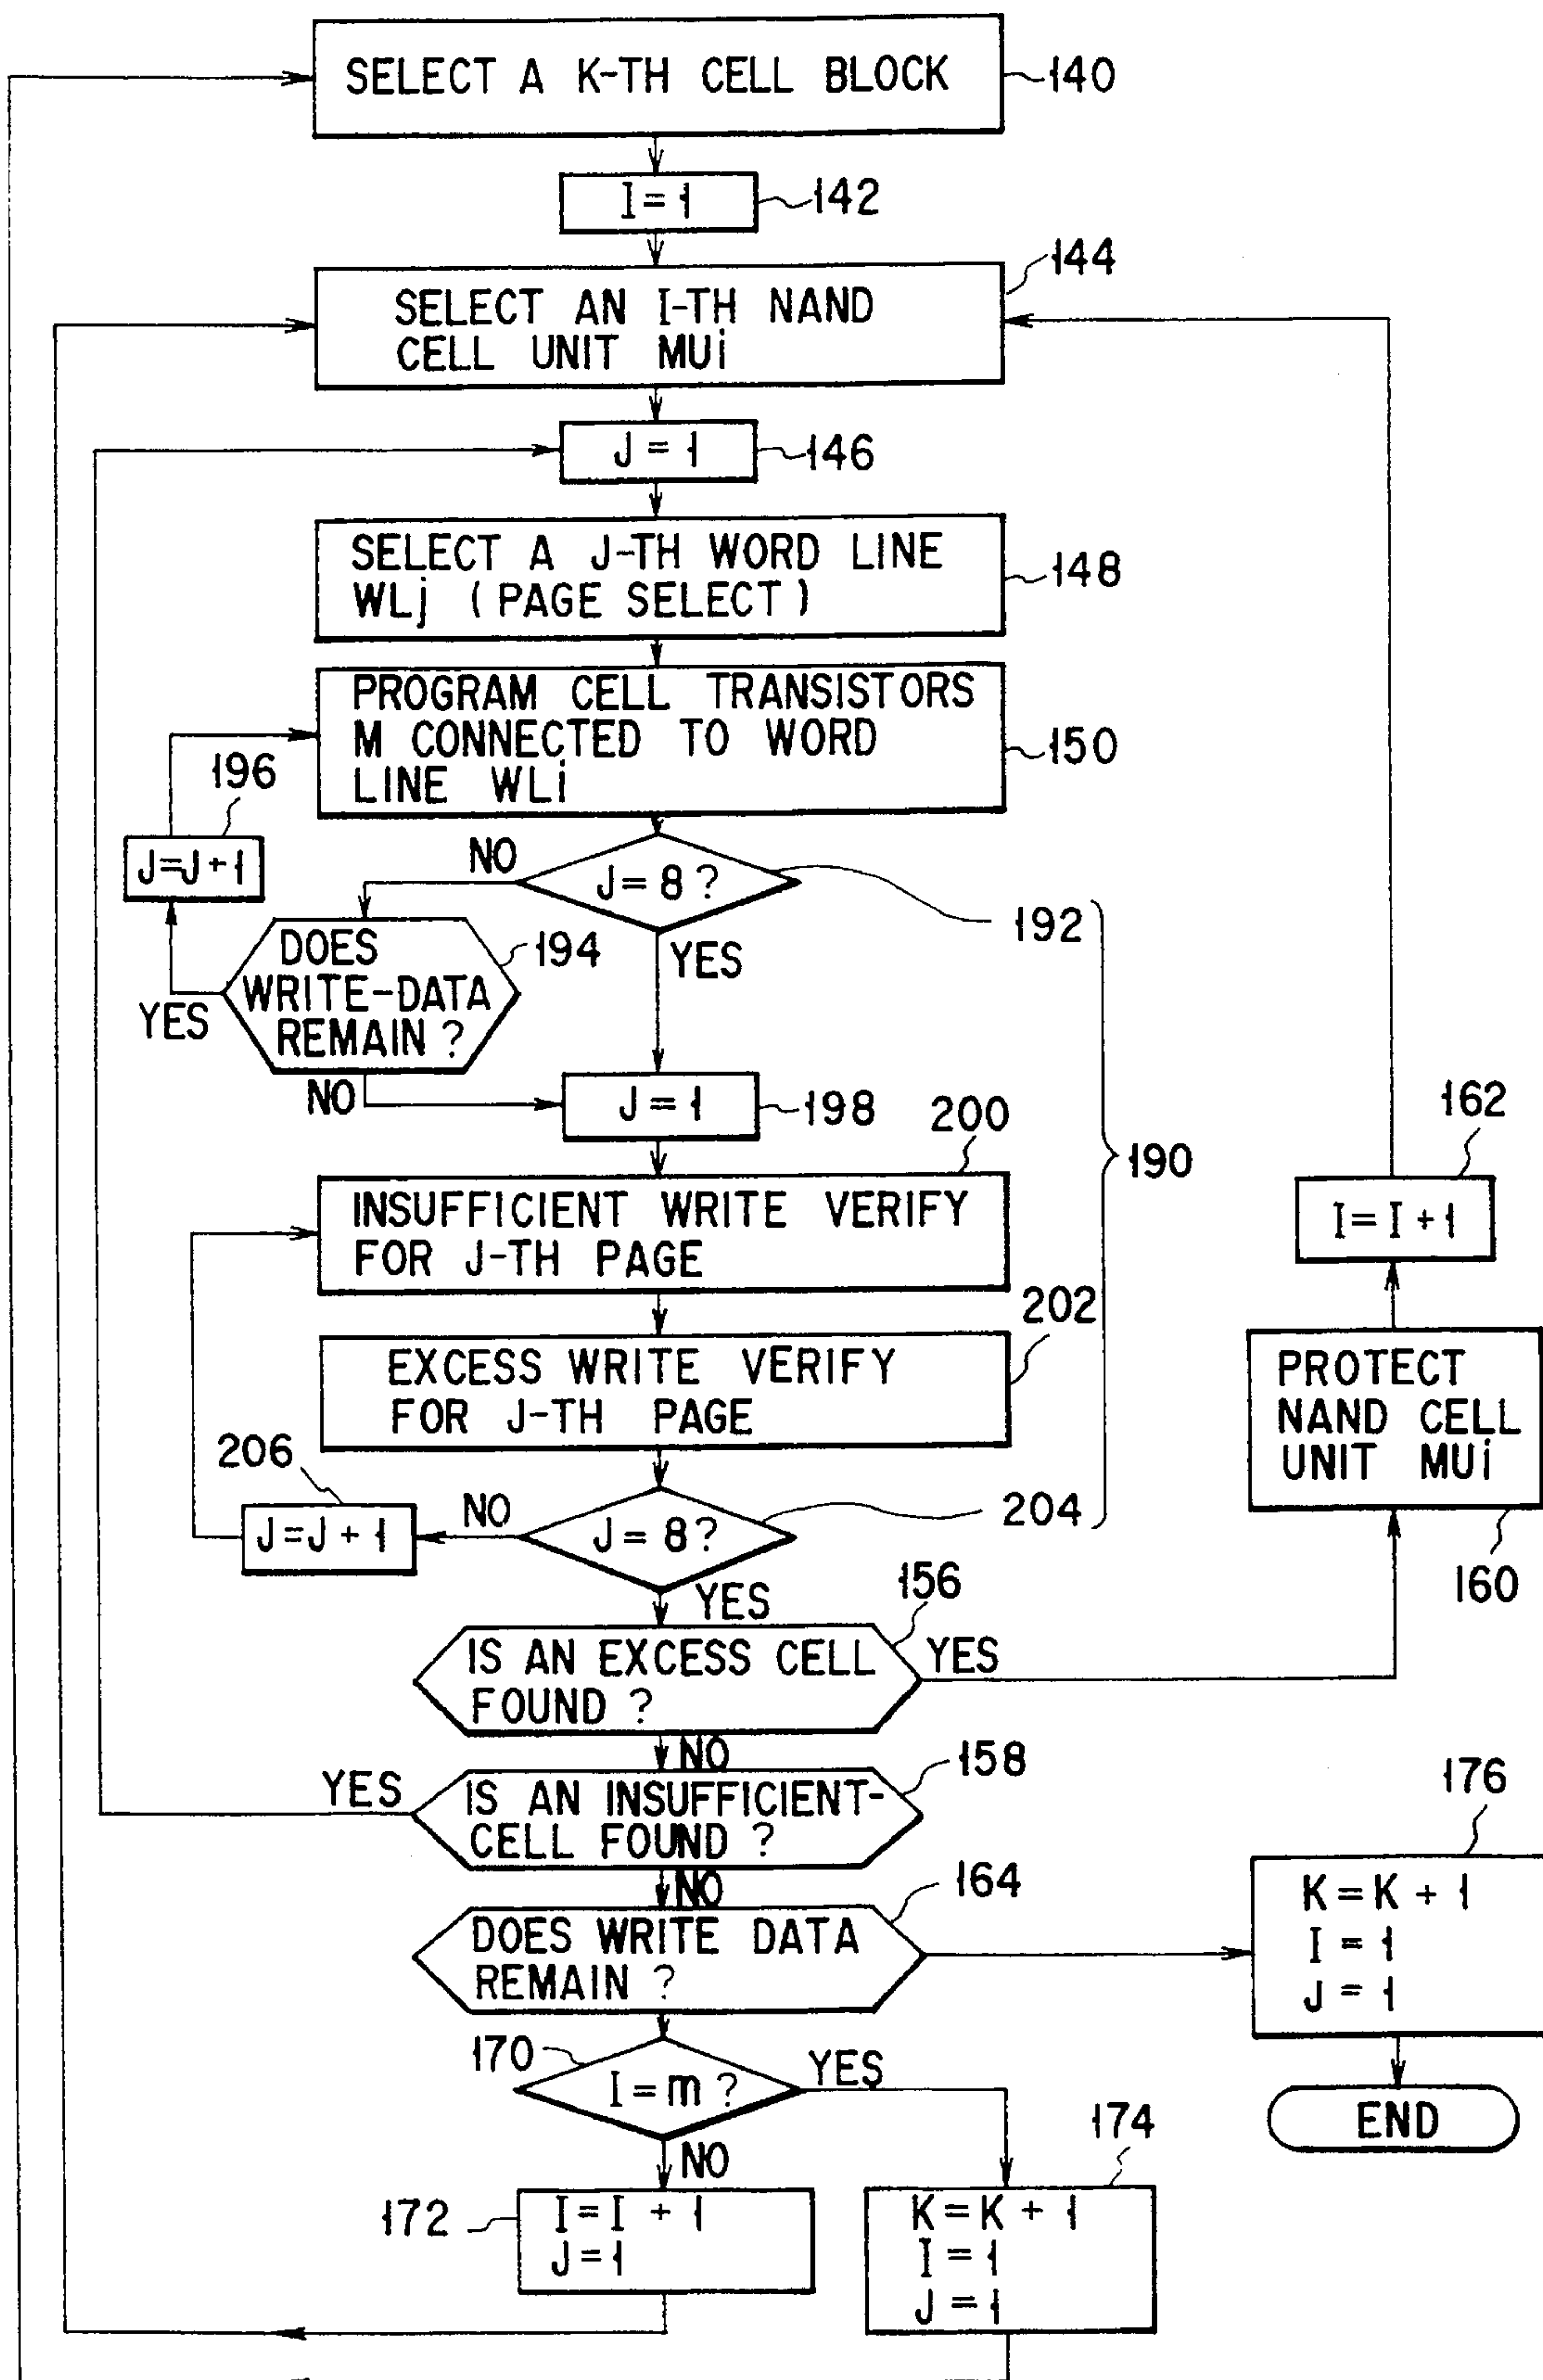 SELECT A K-TH CELL BLOCK
140
I = 1
142
144
SELECT AN I-TH NAND
CELL UNIT MUi
J = 1
146
SELECT A J-TH WORD LINE
WLj (PAGE SELECT)
148
PROGRAM CELL TRANSISTORS
M CONNECTED TO WORD
LINE WLi
150
196
J=J+1
NO
J = 8 ?
192
DOES
WRITE-DATA
REMAIN ?
194
YES
YES
NO
J = 1
198
200
190
162
I = I + 1
INSUFFICIENT WRITE VERIFY
FOR J-TH PAGE
202
EXCESS WRITE VERIFY
FOR J-TH PAGE
PROTECT
NAND CELL
UNIT MUi
160
206
J = J + 1
NO
J = 8 ?
204
YES
156
IS AN EXCESS CELL
FOUND ?
YES
NO
158
YES
IS AN INSUFFICIENT-
CELL FOUND ?
NO
164
DOES WRITE DATA
REMAIN ?
176
K = K + 1
I = 1
J = 1
END
170
I = m ?
YES
NO
172
I = I + 1
J = 1
174
K = K + 1
I = 1
J = 1